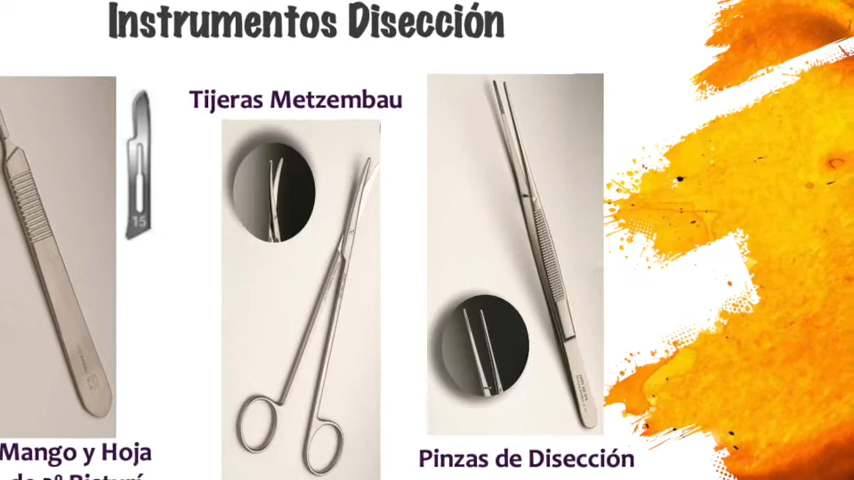 Instrumentos Disección
Tijeras Metzembau
15
Mango y Hoja
Pinzas de Disección